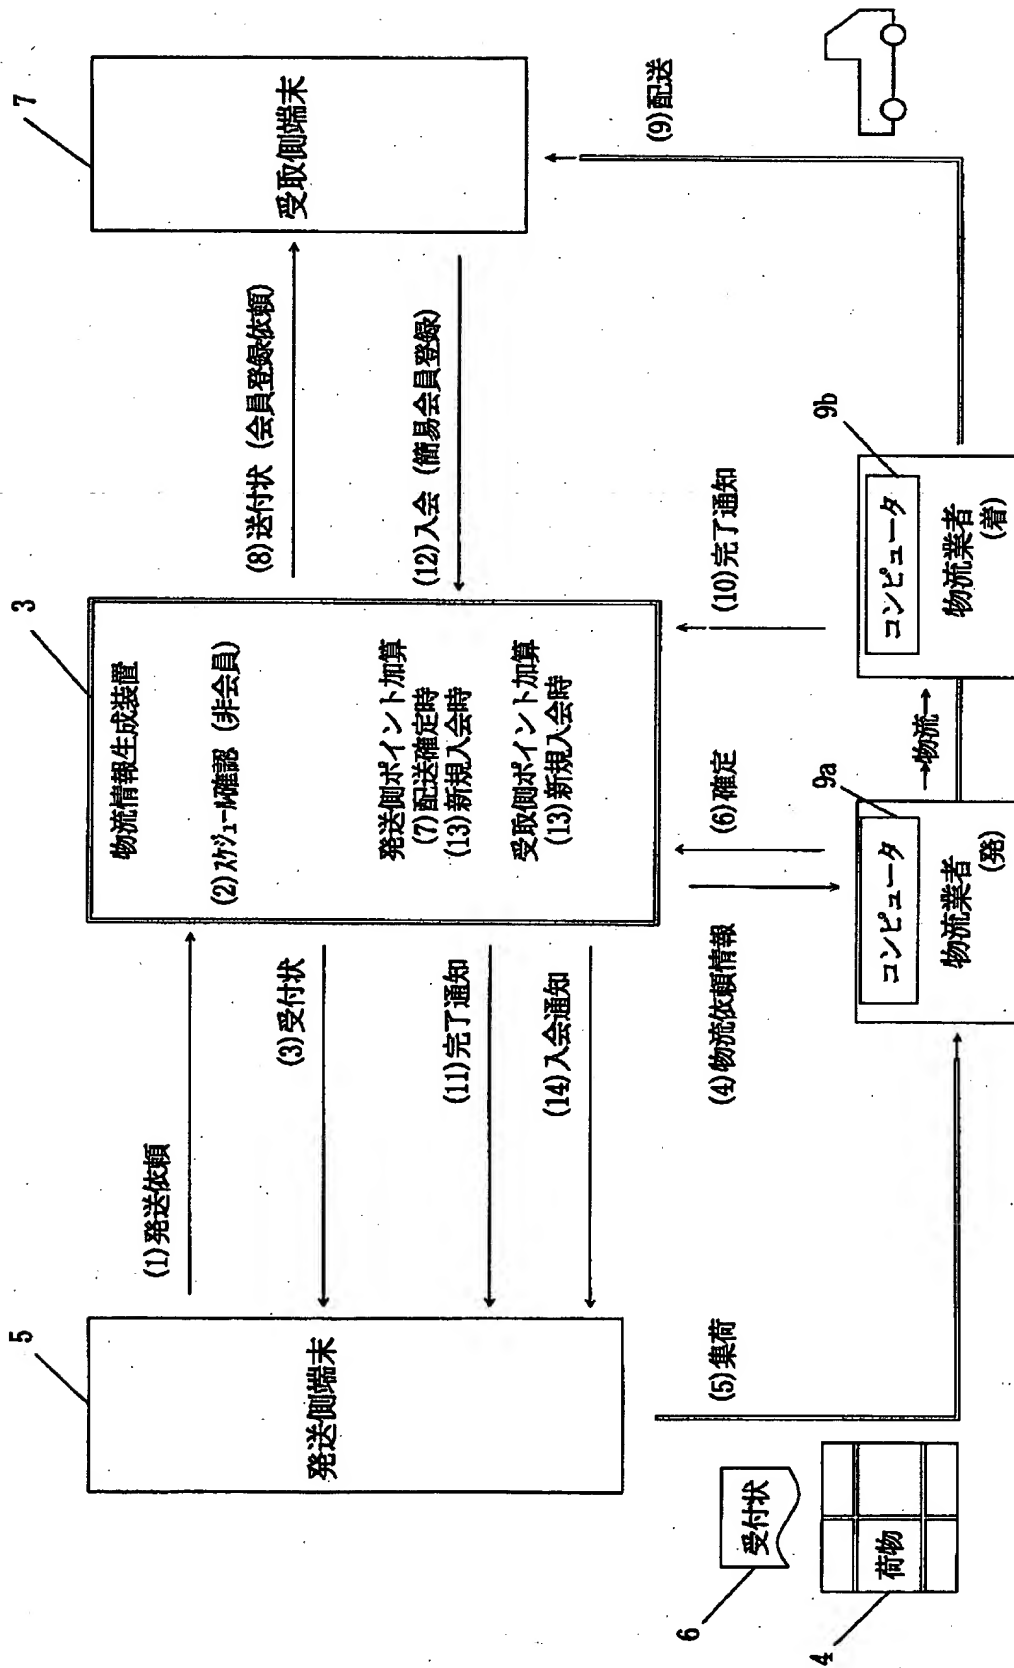 3
5
7
物流情報生成装置
(2)ｽｹｼﾞｭｰﾙ確認 (非会員)
発送側ポイント加算
(7)配送確定時
(13)新規入会時
受取側ポイント加算
(13)新規入会時
発送側端末
受取側端末
(1)発送依頼
(3)受付状
(11)完了通知
(14)入会通知
(8)送付状 (会員登録依頼)
(12)入会 (簡易会員登録)
(4)物流依頼情報
(6)確定
(10)完了通知
(5)集荷
(9)配送
受付状
6
荷物
4
コンピュータ
9a
物流業者
(発)
→物流→
コンピュータ
9b
物流業者
(着)